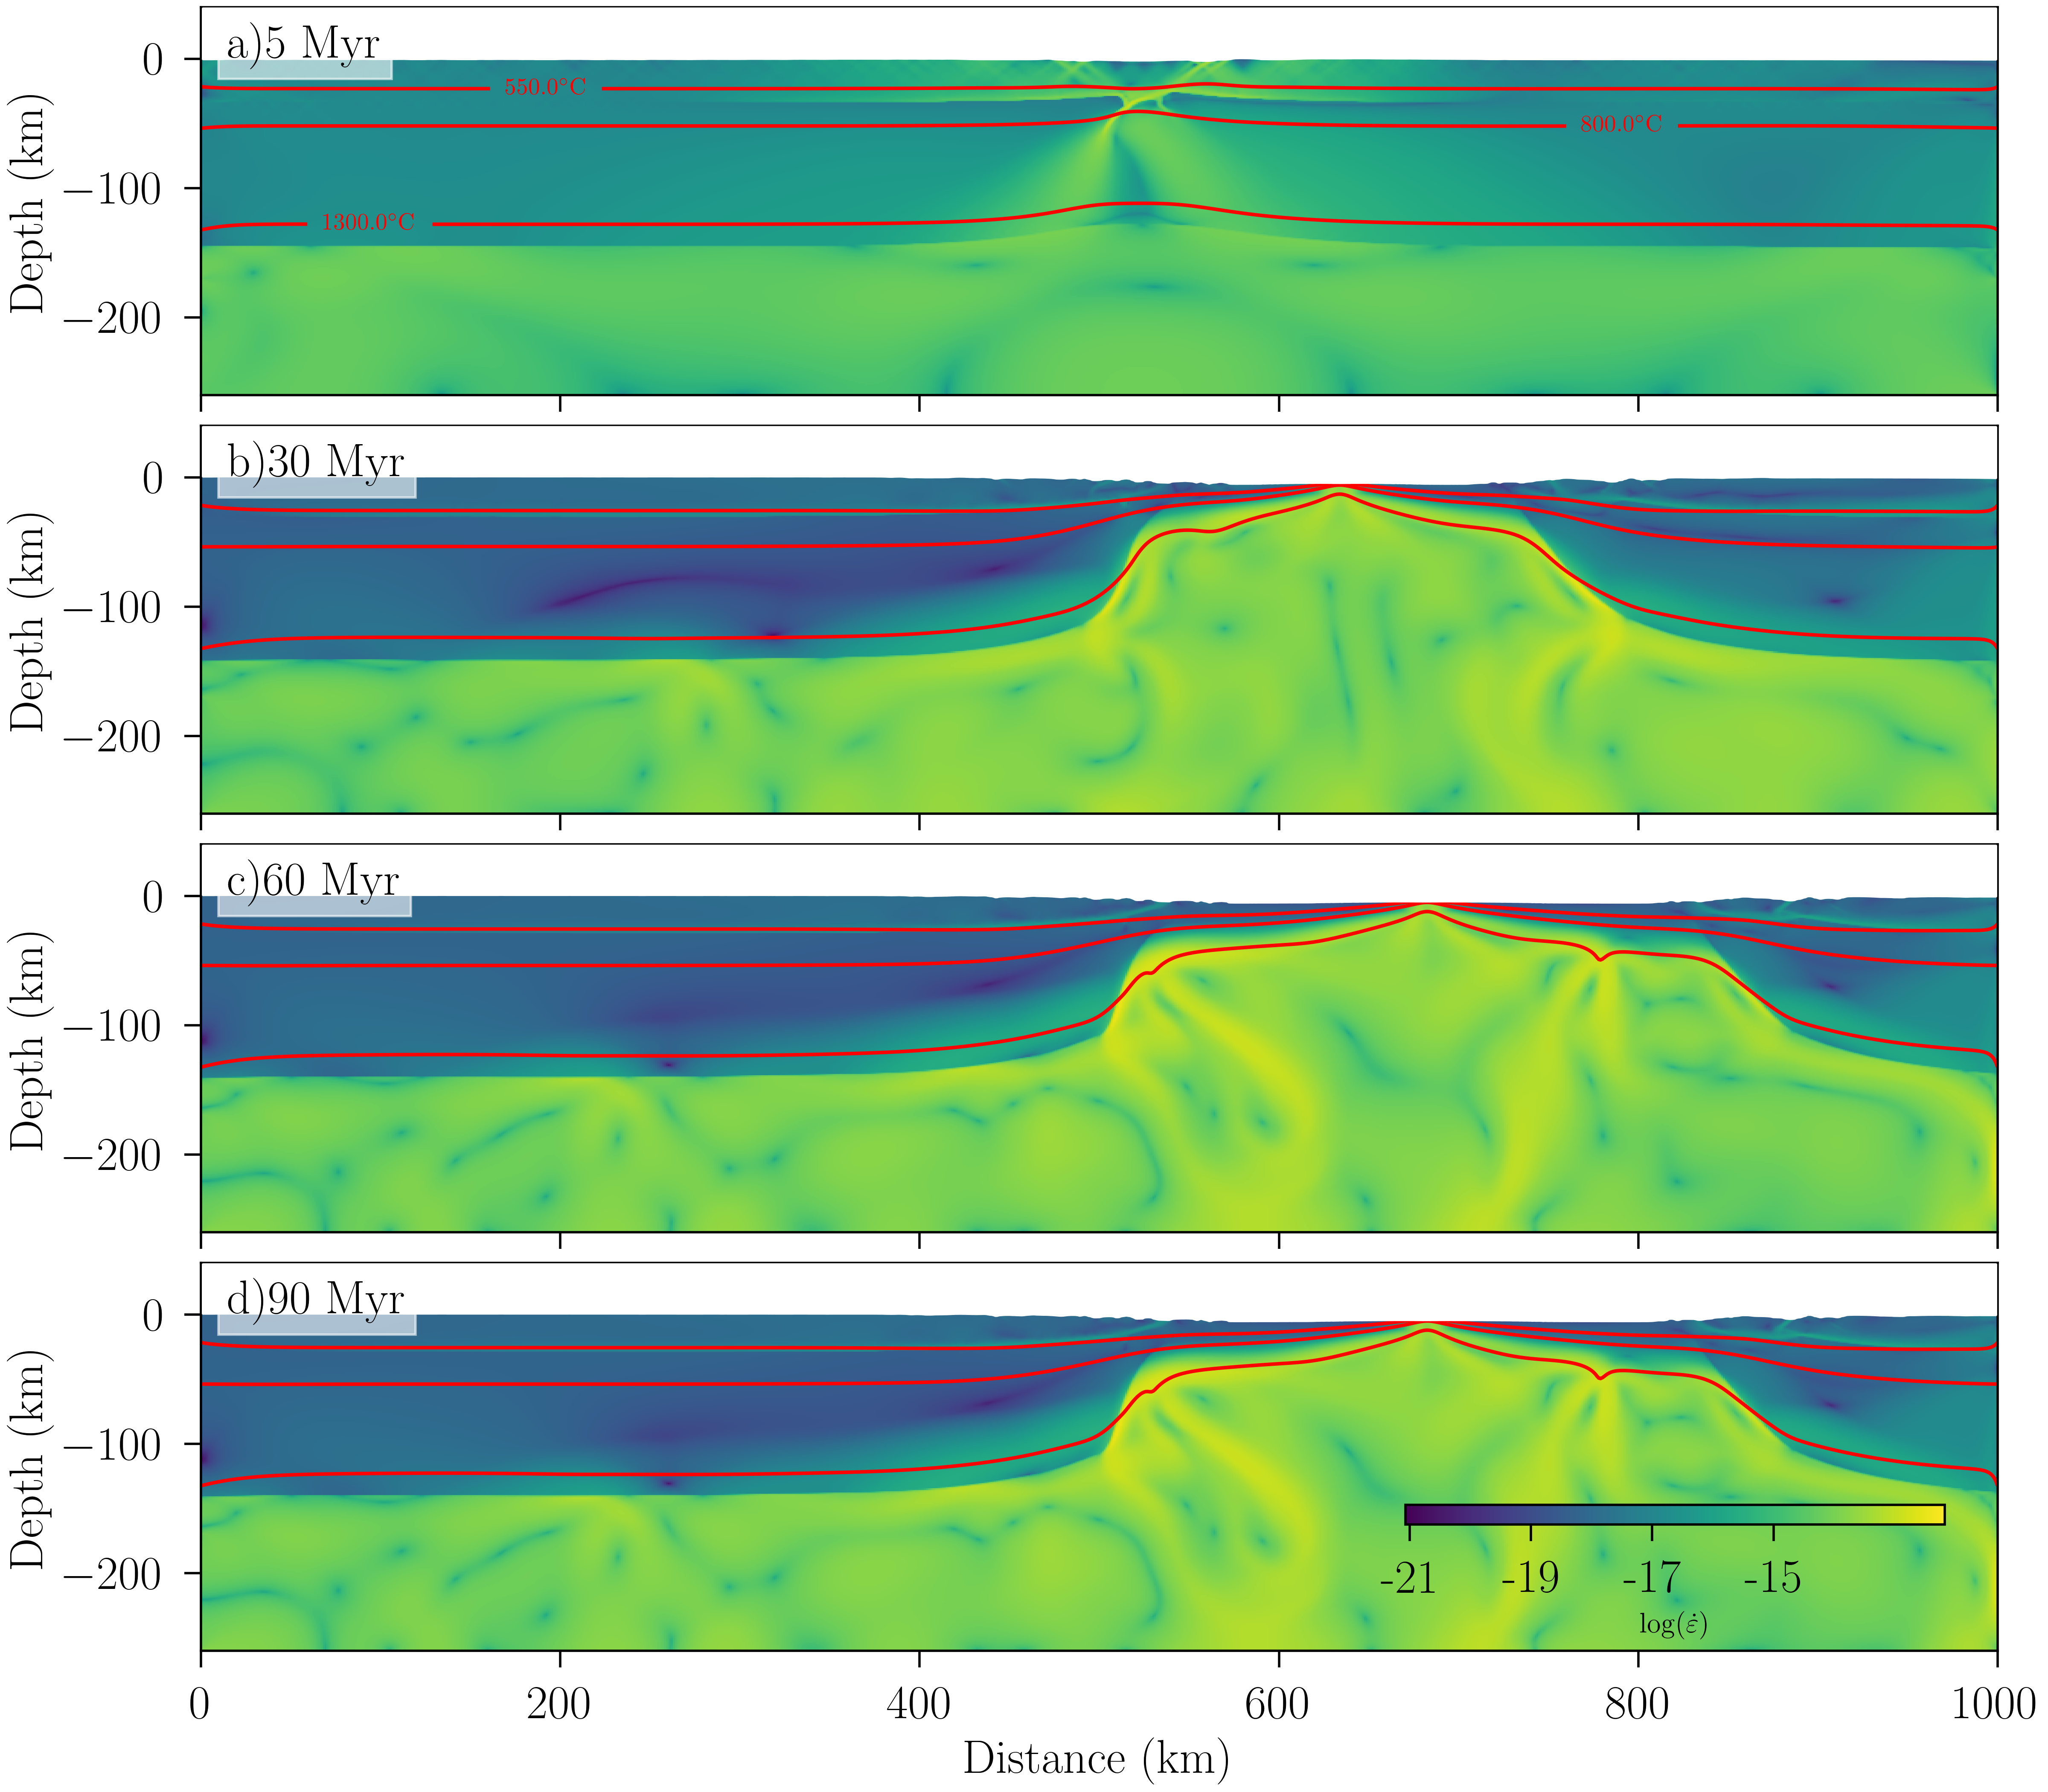 a)5 Myr
0
550.0°C
800.0°C
−100
1300.0°C
−200
Depth (km)
b)30 Myr
0
−100
−200
Depth (km)
c)60 Myr
0
−100
−200
Depth (km)
d)90 Myr
0
−100
−200
Depth (km)
-21 -19 -17 -15
log(ε̇)
0 200 400 600 800 1000
Distance (km)